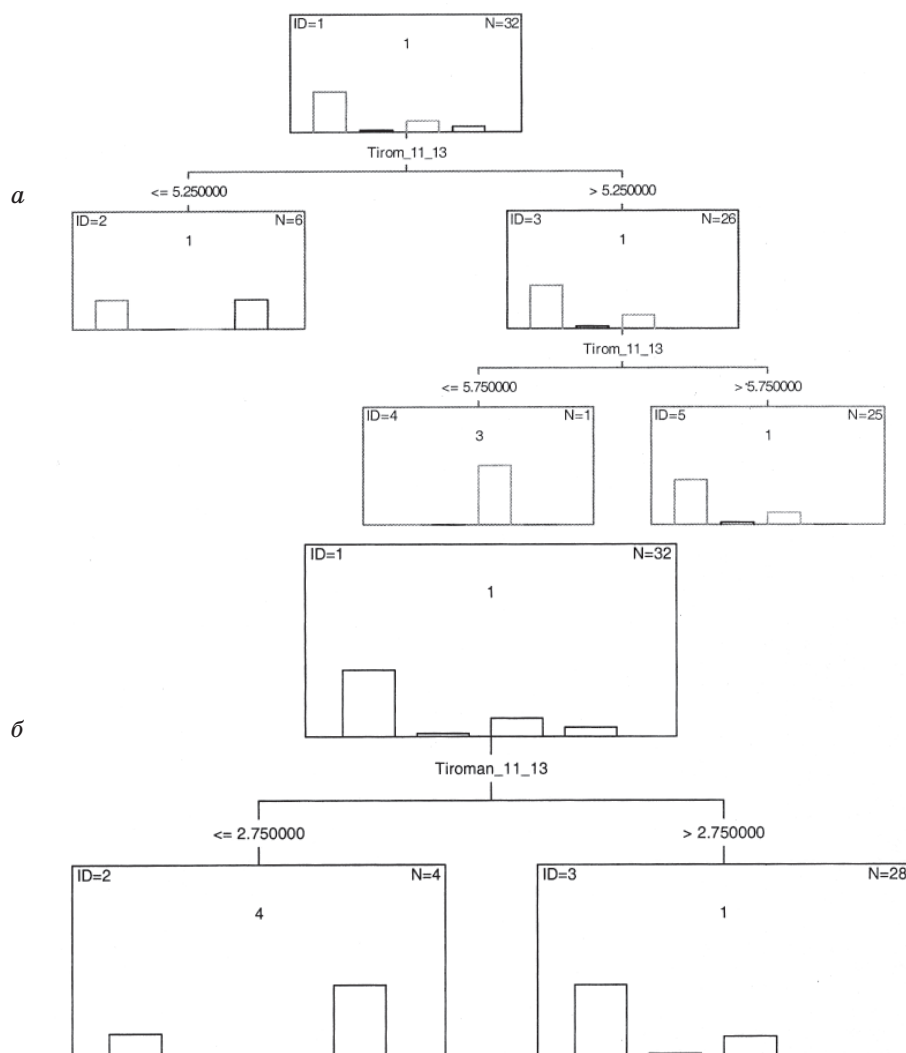 ID=1 N=32
1
Tirom_11_13
а
<= 5.250000 > 5.250000
ID=2 N=6 ID=3 N=26
1 1
Tirom_11_13
<= 5.750000 > 5.750000
ID=4 N=1 ID=5 N=25
3 1
ID=1 N=32
1
б
Tiroman_11_13
<= 2.750000 > 2.750000
ID=2 N=4 ID=3 N=28
4 1